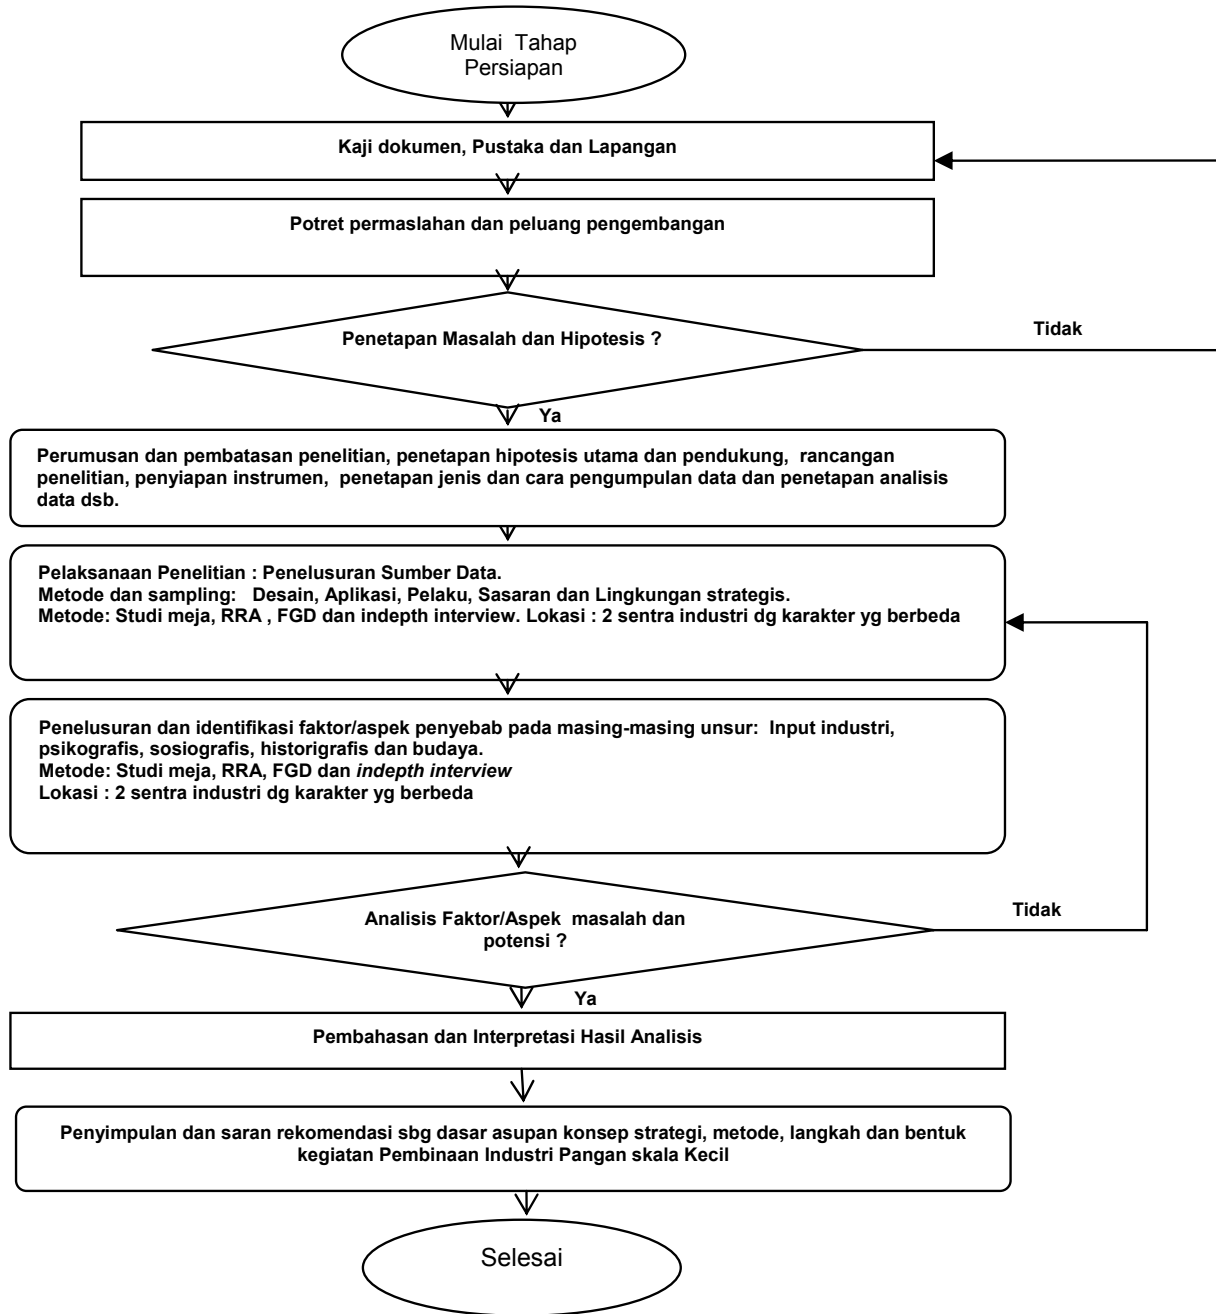 Mulai Tahap
Persiapan
Kaji dokumen, Pustaka dan Lapangan
Potret permaslahan dan peluang pengembangan
Penetapan Masalah dan Hipotesis ?
Tidak
Ya
Perumusan dan pembatasan penelitian, penetapan hipotesis utama dan pendukung, rancangan
penelitian, penyiapan instrumen, penetapan jenis dan cara pengumpulan data dan penetapan analisis
data dsb.
Pelaksanaan Penelitian : Penelusuran Sumber Data.
Metode dan sampling: Desain, Aplikasi, Pelaku, Sasaran dan Lingkungan strategis.
Metode: Studi meja, RRA , FGD dan indepth interview. Lokasi : 2 sentra industri dg karakter yg berbeda
Penelusuran dan identifikasi faktor/aspek penyebab pada masing-masing unsur: Input industri,
psikografis, sosiografis, historigrafis dan budaya.
Metode: Studi meja, RRA, FGD dan indepth interview
Lokasi : 2 sentra industri dg karakter yg berbeda
Analisis Faktor/Aspek masalah dan
potensi ?
Tidak
Ya
Pembahasan dan Interpretasi Hasil Analisis
Penyimpulan dan saran rekomendasi sbg dasar asupan konsep strategi, metode, langkah dan bentuk
kegiatan Pembinaan Industri Pangan skala Kecil
Selesai